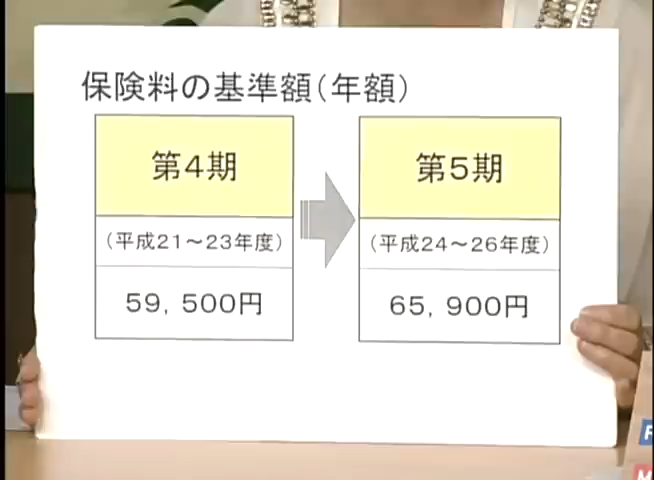 保険料の基準額（年額）
第4期
（平成21～23年度）
59，500円
第5期
（平成24～26年度）
65，900円
F
M